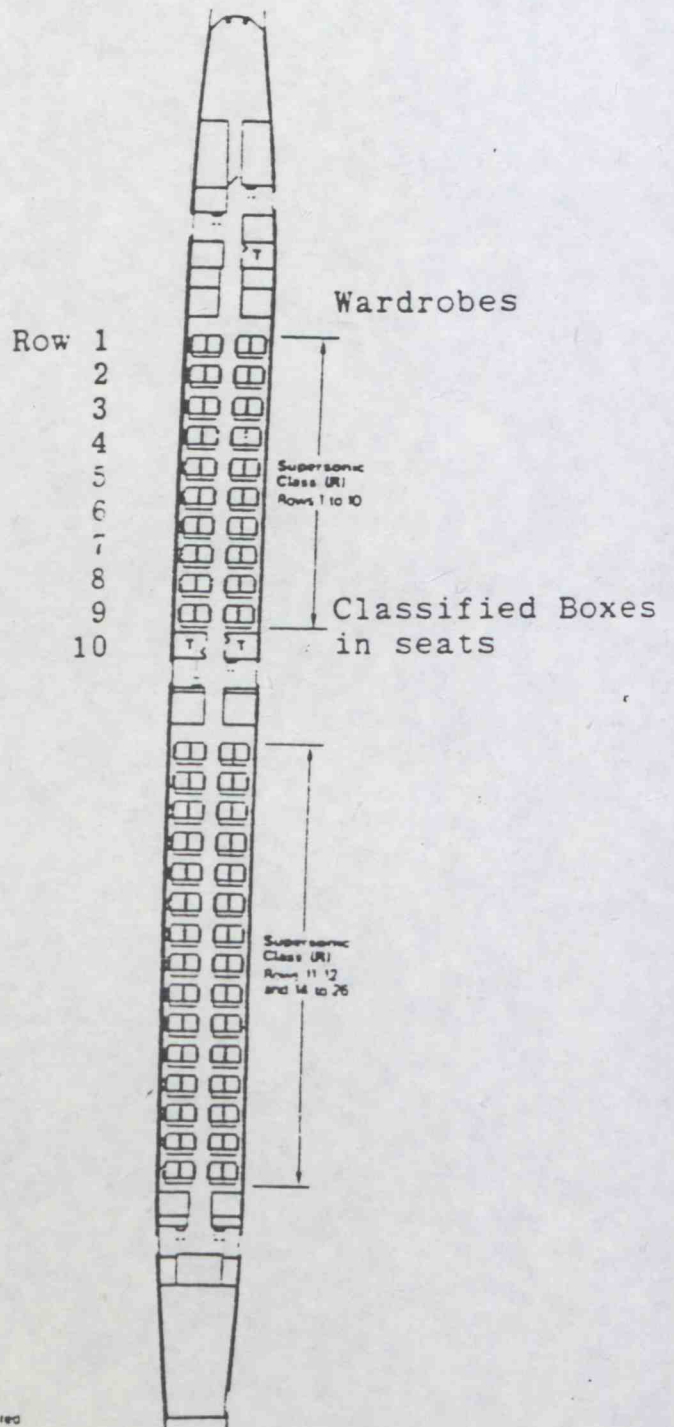 T
Wardrobes
Row 1
2
3
4
5
6
7
8
9
10
Supersonic
Class (R)
Rows 1 to 10
Classified Boxes
in seats
T T
Supersonic
Class (R)
Rows 11 12
and 14 to 26